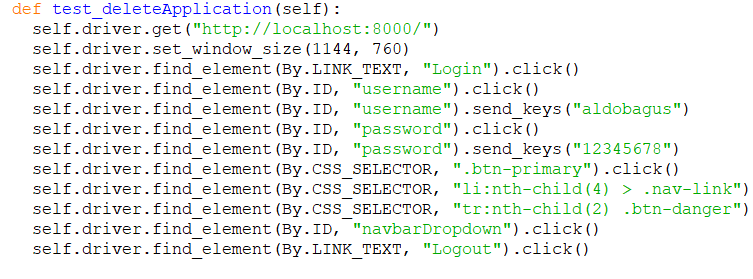 def test_deleteApplication(self):
self.driver.get("http://localhost:8000/")
self.driver.set_window_size(1144, 760)
self.driver.find_element(By.LINK_TEXT, "Login").click()
self.driver.find_element(By.ID, "username").click()
self.driver.find_element(By.ID, "username").send_keys("aldobagus")
self.driver.find_element(By.ID, "password").click()
self.driver.find_element(By.ID, "password").send_keys("12345678")
self.driver.find_element(By.CSS_SELECTOR, ".btn-primary").click()
self.driver.find_element(By.CSS_SELECTOR, "li:nth-child(4) > .nav-link")
self.driver.find_element(By.CSS_SELECTOR, "tr:nth-child(2) .btn-danger")
self.driver.find_element(By.ID, "navbarDropdown").click()
self.driver.find_element(By.LINK_TEXT, "Logout").click()